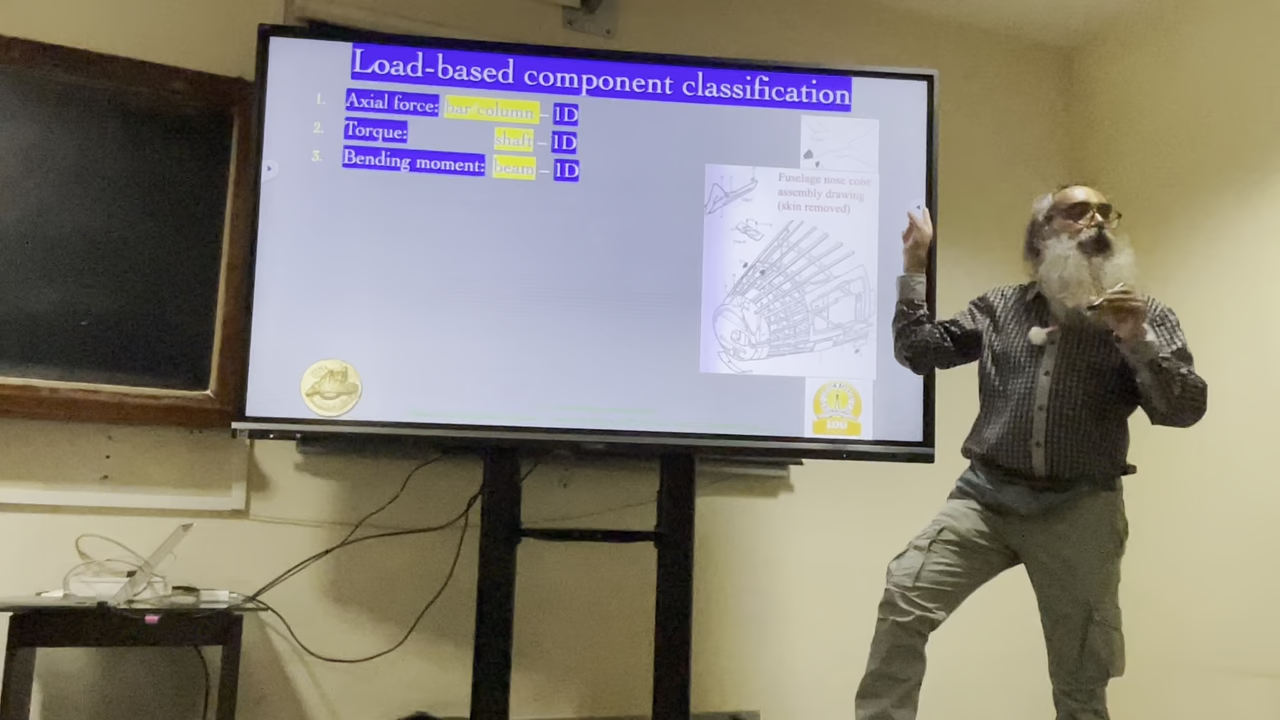 Load-based component classification
1. Axial force: bar column – 1D
2. Torque: shaft – 1D
3. Bending moment: beam – 1D
Fuselage nose cone
assembly drawing
(skin removed)
100